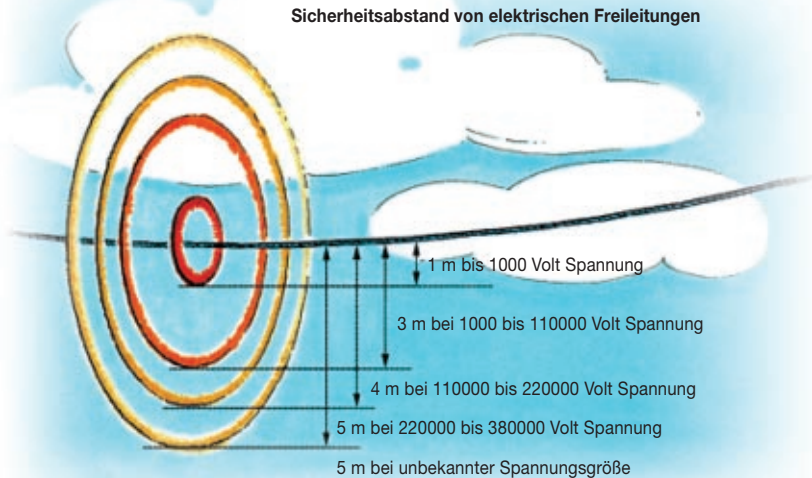 Sicherheitsabstand von elektrischen Freileitungen
1 m bis 1000 Volt Spannung
3 m bei 1000 bis 110000 Volt Spannung
4 m bei 110000 bis 220000 Volt Spannung
5 m bei 220000 bis 380000 Volt Spannung
5 m bei unbekannter Spannungsgröße